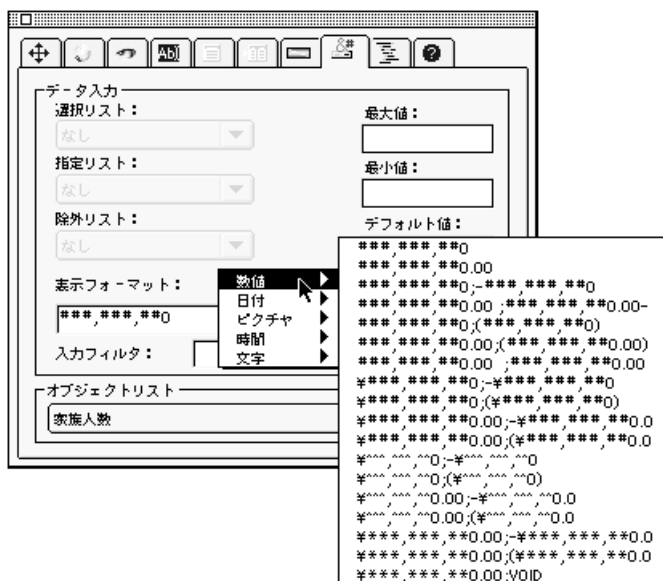 Ab
&#
?
データ入力
選択リスト：
なし
最大値：
指定リスト：
なし
最小値：
除外リスト：
なし
デフォルト値：
表示フォーマット：
###,###,##0
数値
日付
ピクチャ
時間
文字
入力フィルタ：
オブジェクトリスト
家族人数
###,###,##0
###,###,##0.00
###,###,##0;-###,###,##0
###,###,##0.00 ;###,###,##0.00-
###,###,##0;(###,###,##0)
###,###,##0.00;(###,###,##0.00)
###,###,##0.00 ;###,###,##0.00
¥###,###,##0;-¥###,###,##0
¥###,###,##0;(¥###,###,##0)
¥###,###,##0.00;-¥###,###,##0.0
¥###,###,##0.00;(¥###,###,##0.0
¥^^^,^^^,^^0;-¥^^^,^^^,^^0
¥^^^,^^^,^^0;(¥^^^,^^^,^^0)
¥^^^,^^^,^^0.00;-¥^^^,^^^,^^0.0
¥^^^,^^^,^^0.00;(¥^^^,^^^,^^0.0
¥***,***,**0.00;-¥***,***,**0.0
¥***,***,**0.00;(¥***,***,**0.0
¥***,***,**0.00;VOID